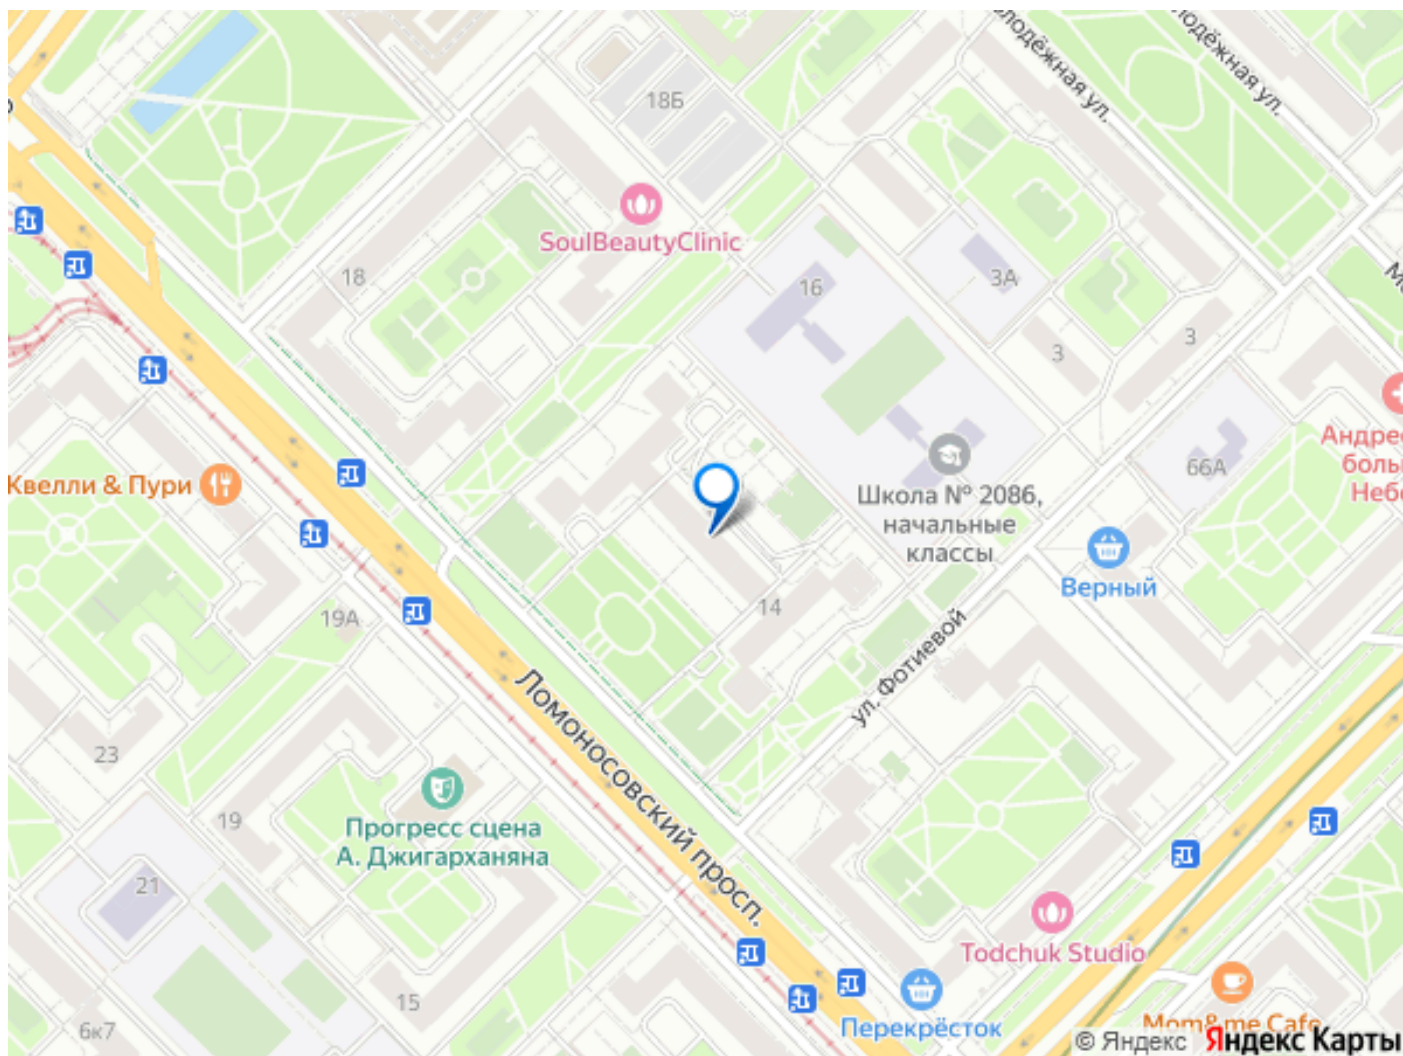 лодёжная ул.
лодёжная ул.
18Б
SoulBeautyClinic
18
16
3А
3
3
Квелли & Пури
Школа № 2086,
начальные
классы
66А
Верный
14
19А
ул. Фотиевой
Ломоносовский просп.
23
19
Прогресс сцена
А. Джигарханяна
21
15
6к7
Todchuk Studio
Перекрёсток
Mom&me Cafe
© Яндекс Яндекс Карты